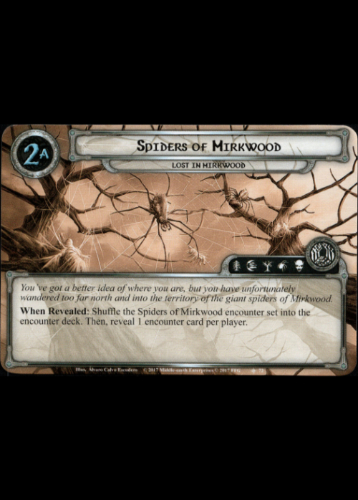 2A
SPIDERS OF MIRKWOOD
LOST IN MIRKWOOD
You've got a better idea of where you are, but you have unfortunately
wandered too far north and into the territory of the giant spiders of Mirkwood.
When Revealed: Shuffle the Spiders of Mirkwood encounter set into the
encounter deck. Then, reveal 1 encounter card per player.